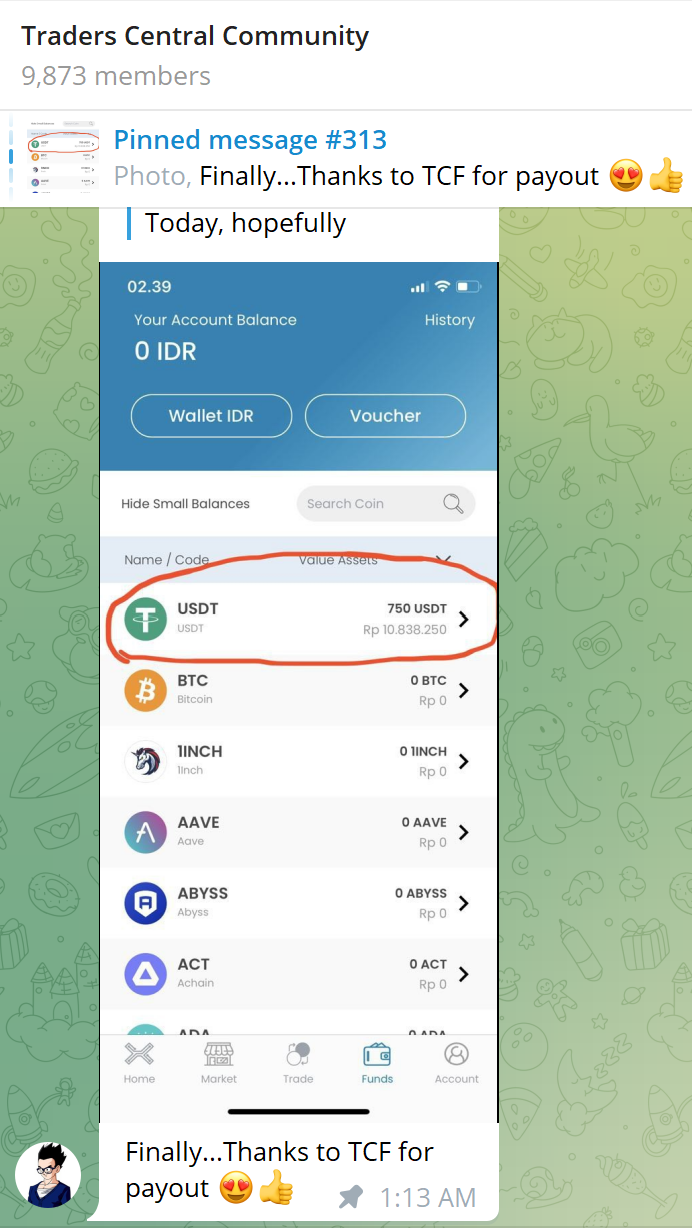 Traders Central Community
9,873 members
Pinned message #313
Photo, Finally...Thanks to TCF for payout 😍👍
Today, hopefully
02.39
Your Account Balance
History
0 IDR
Wallet IDR
Voucher
Hide Small Balances
Search Coin
Name / Code
Value Assets
USDT
750 USDT
USDT
Rp 10.838.250
BTC
0 BTC
Bitcoin
Rp 0
1INCH
0 1INCH
1Inch
Rp 0
AAVE
0 AAVE
Aave
Rp 0
ABYSS
0 ABYSS
Abyss
Rp 0
ACT
0 ACT
Achain
Rp 0
ADA
0 ADA
Home
Market
Trade
Funds
Account
Finally...Thanks to TCF for
payout 😍👍
1:13 AM